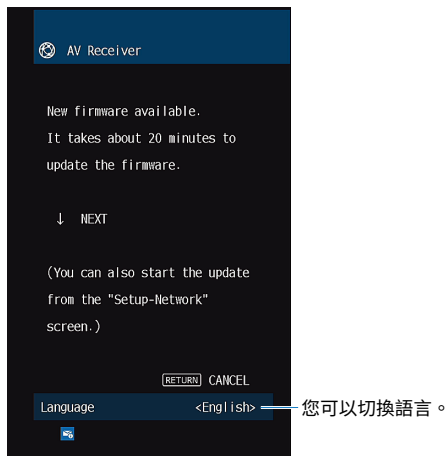 AV Receiver
New firmware available.
It takes about 20 minutes to
update the firmware.
↓ NEXT
(You can also start the update
from the "Setup-Network"
screen.)
RETURN CANCEL
Language <English>
您可以切換語言。